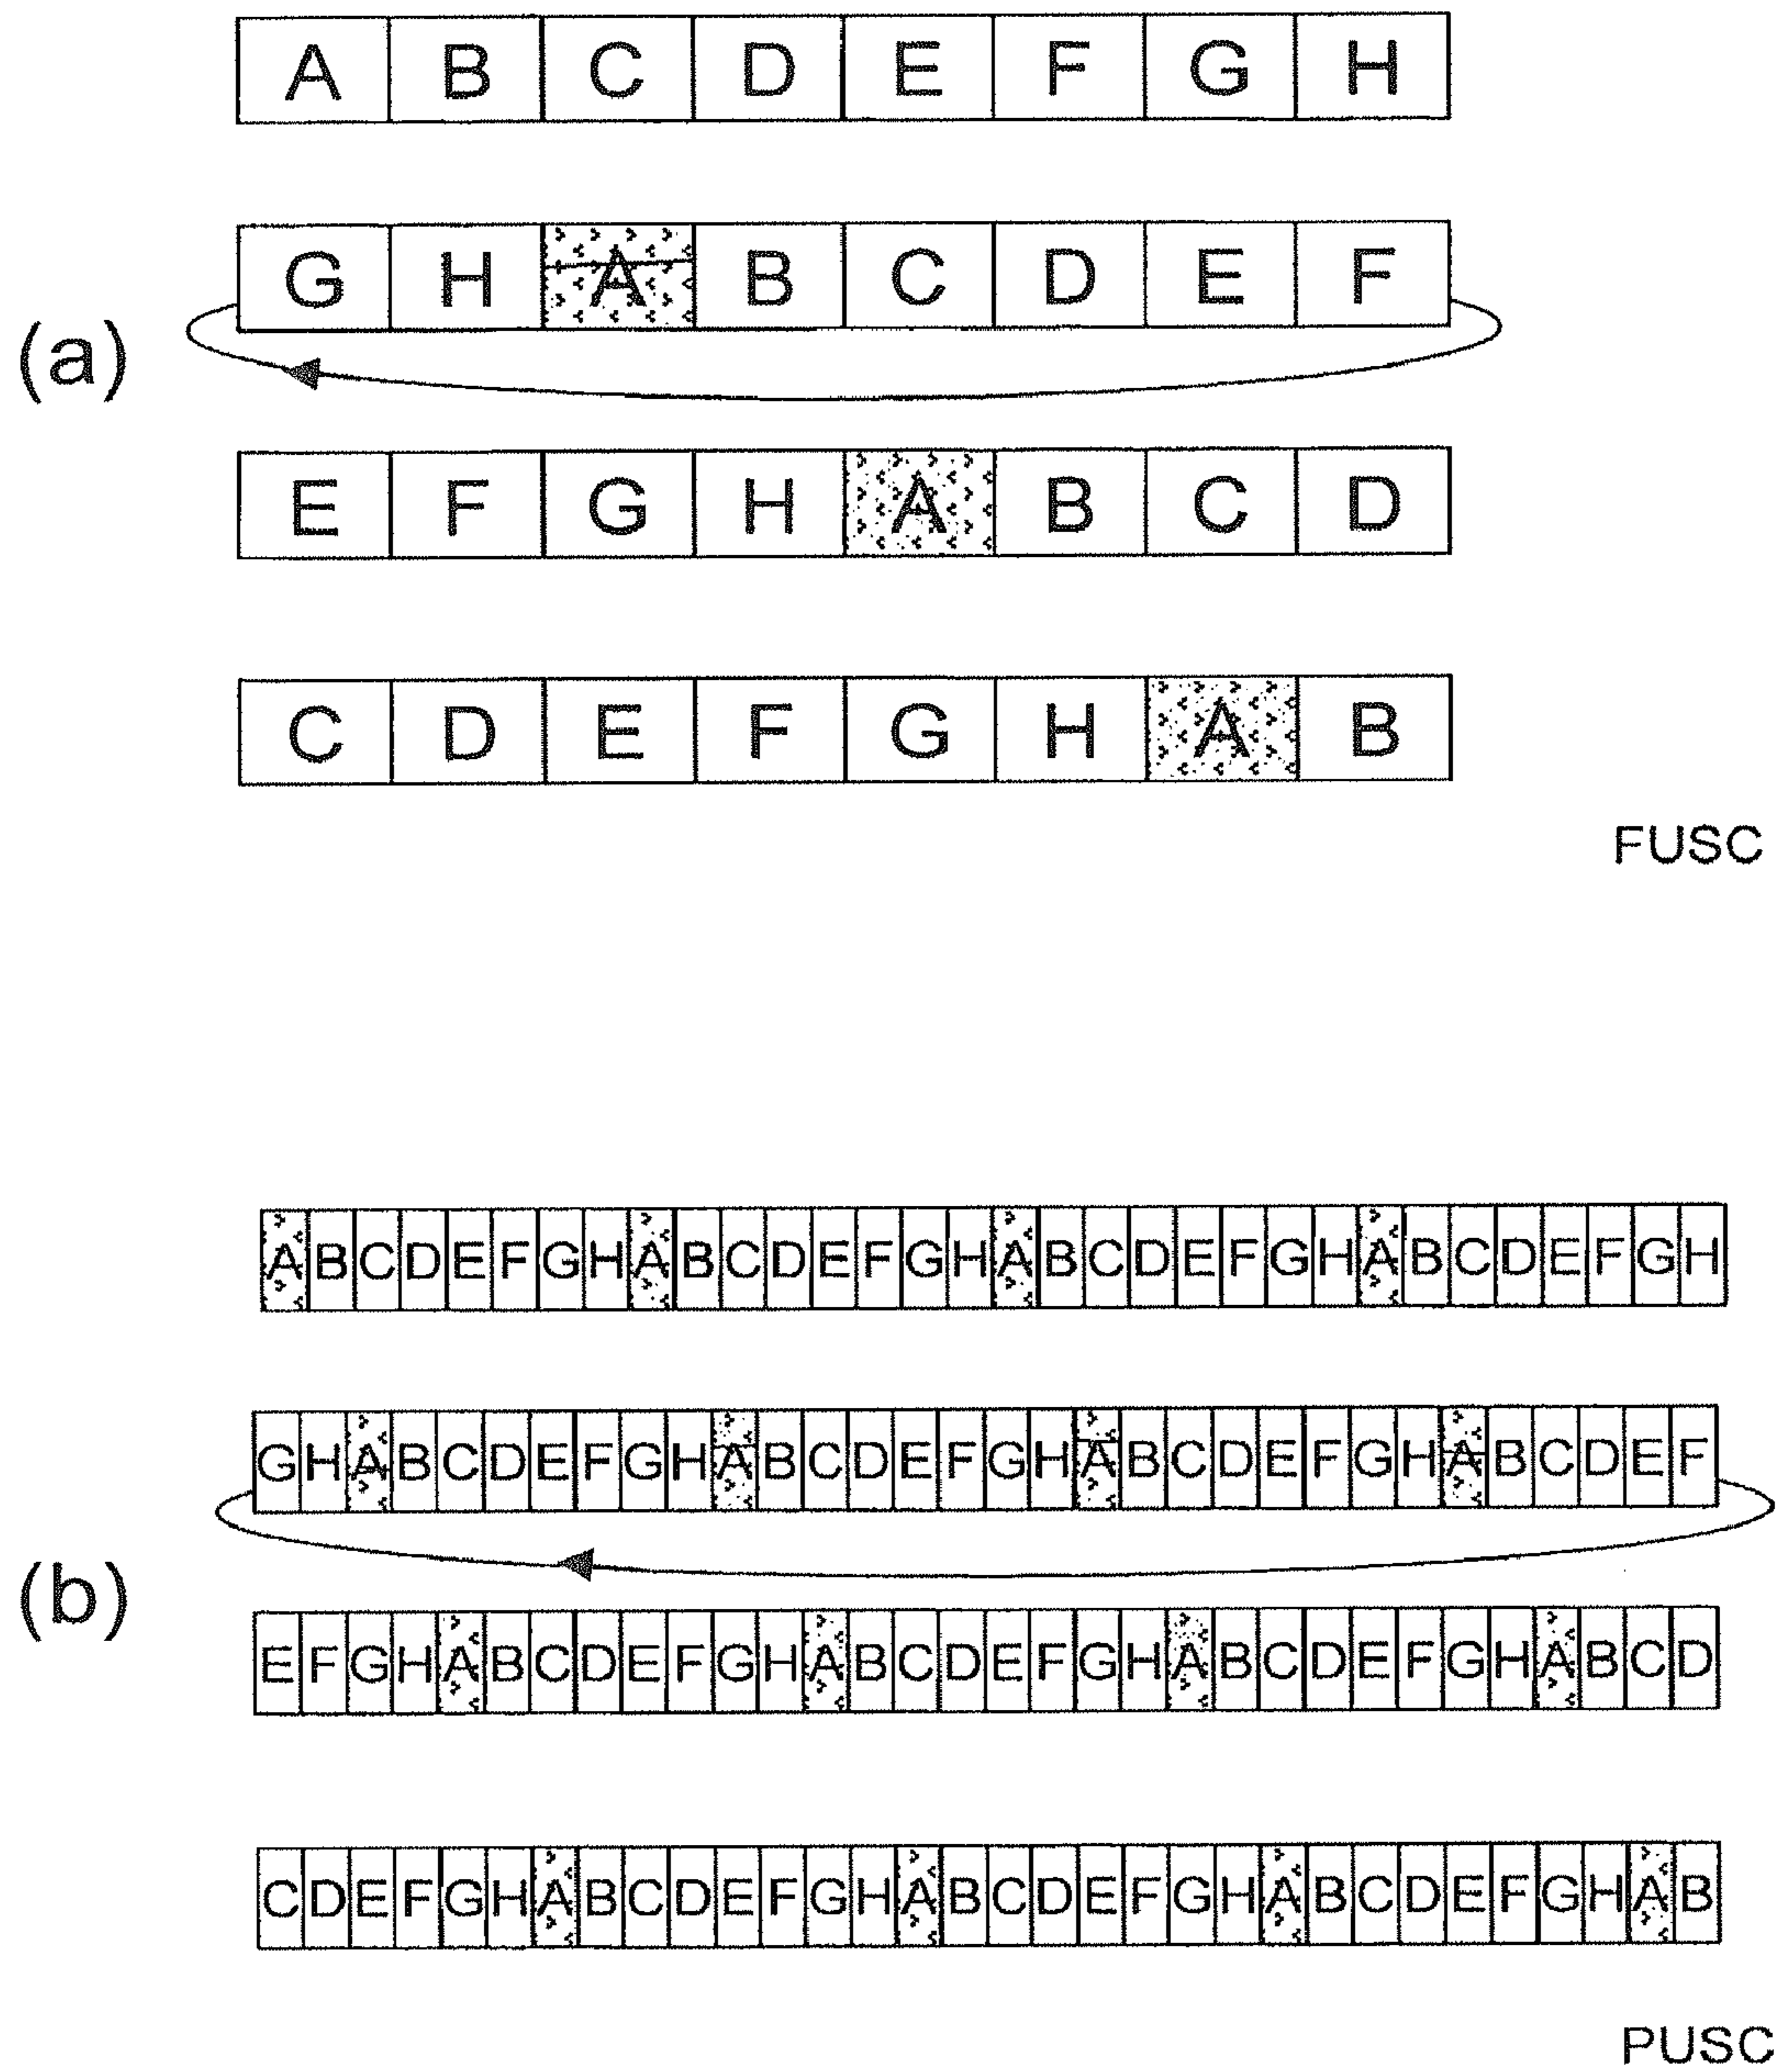 A B C D E F G H
G H A B C D E F
(a)
E F G H A B C D
C D E F G H A B
FUSC
A B C D E F G H A B C D E F G H A B C D E F G H A B C D E F G H
G H A B C D E F G H A B C D E F G H A B C D E F G H A B C D E F
(b)
E F G H A B C D E F G H A B C D E F G H A B C D E F G H A B C D
C D E F G H A B C D E F G H A B C D E F G H A B C D E F G H A B
PUSC